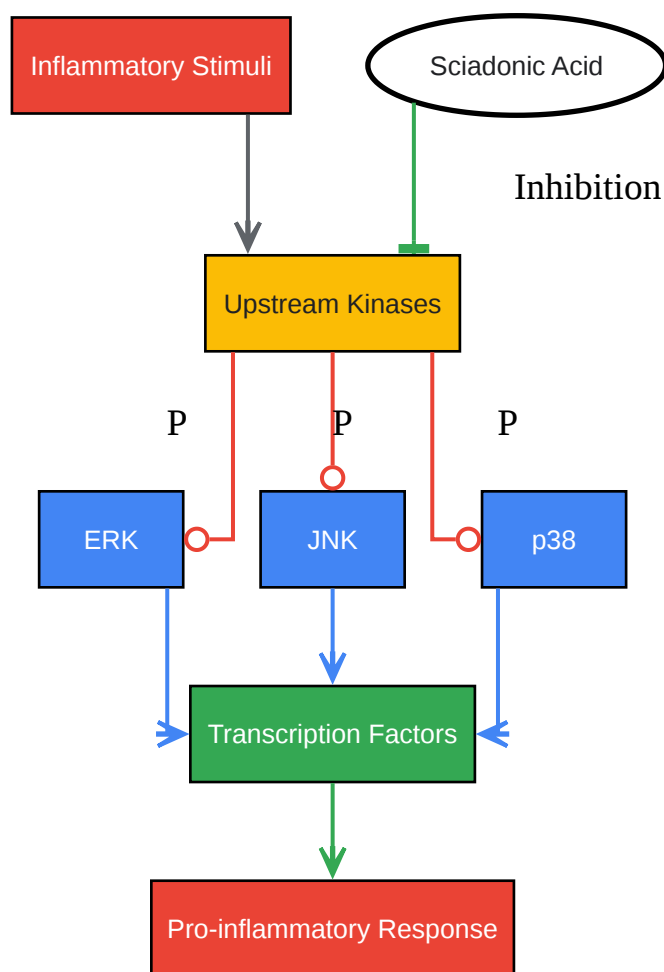 Inflammatory Stimuli
Sciadonic Acid
Inhibition
Upstream Kinases
P
P
P
ERK
JNK
p38
Transcription Factors
Pro-inflammatory Response